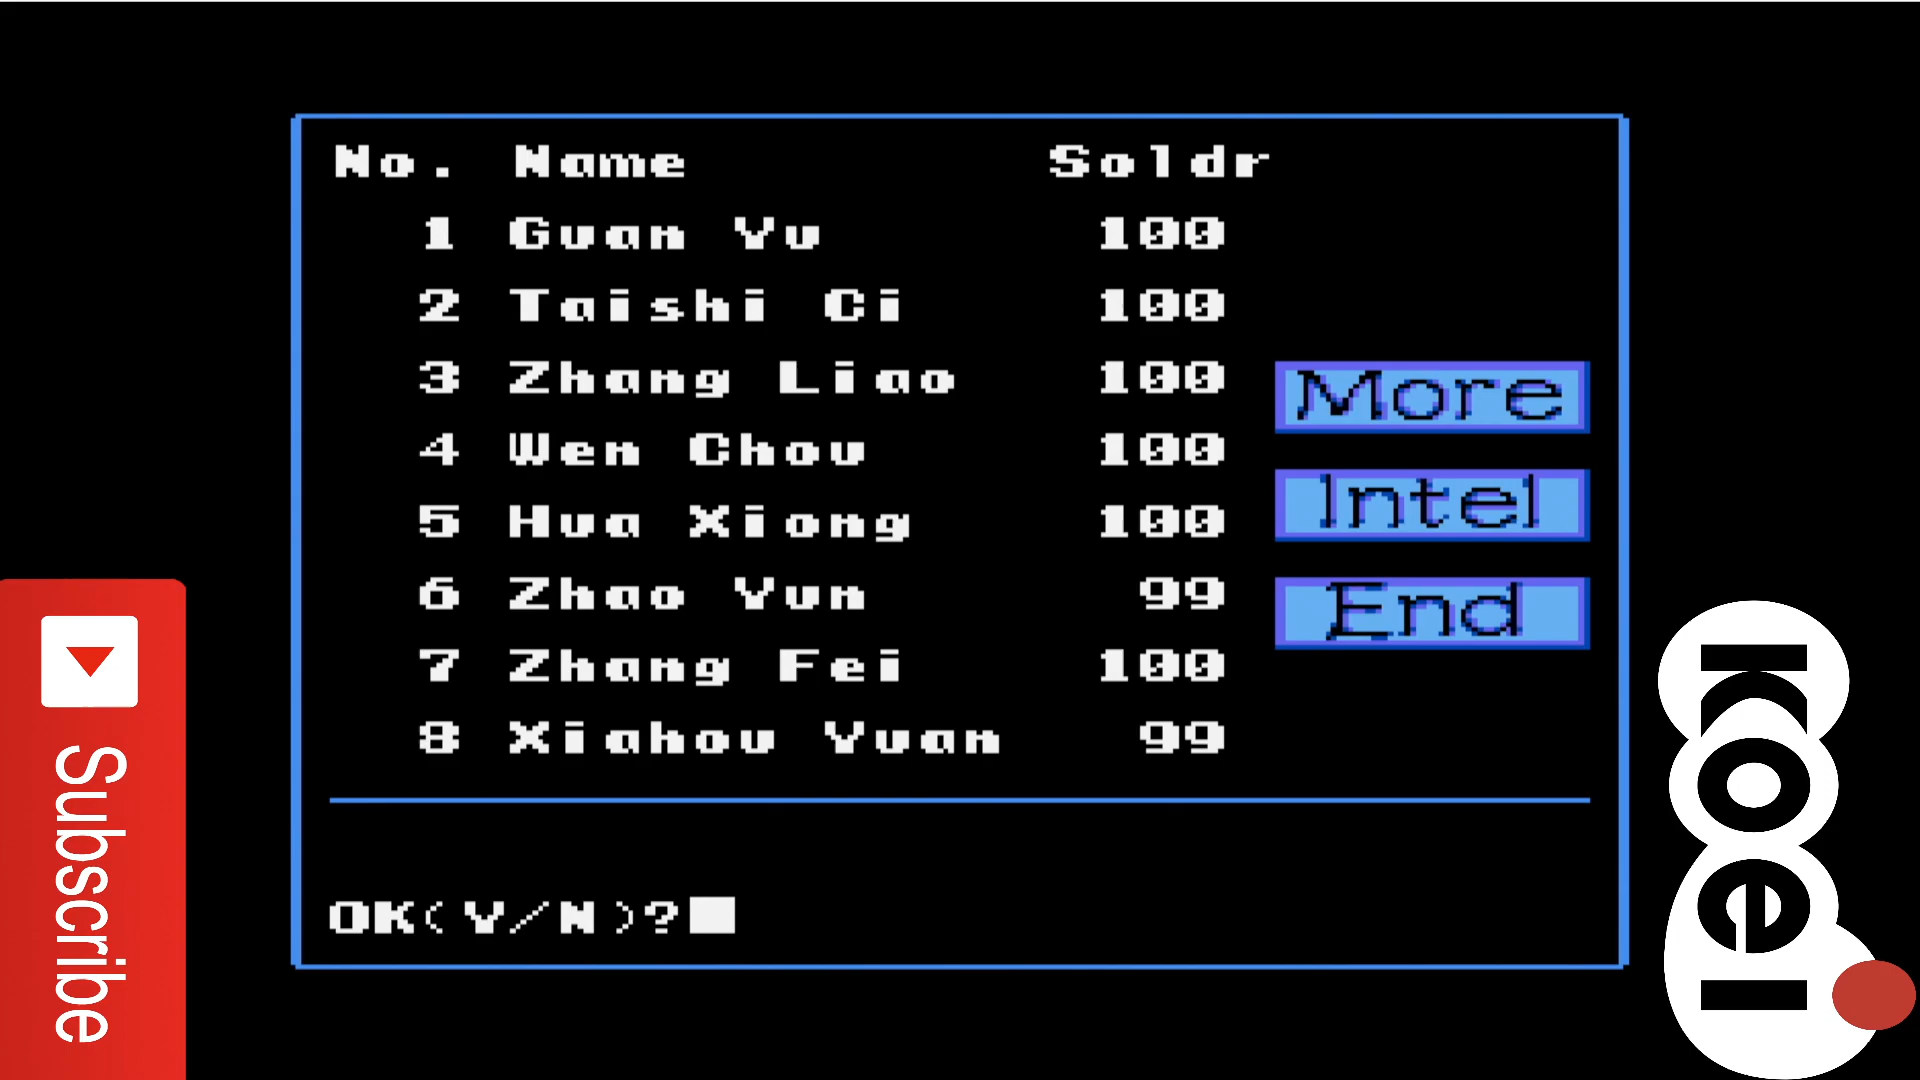 No. Name Soldr
1 Guan Yu 100
2 Taishi Ci 100
3 Zhang Liao 100
4 Wen Chou 100
5 Hua Xiong 100
6 Zhao Yun 99
7 Zhang Fei 100
8 Xiahou Yuan 99
More
Intel
End
OK(Y/N)?
Subscribe
KOEI